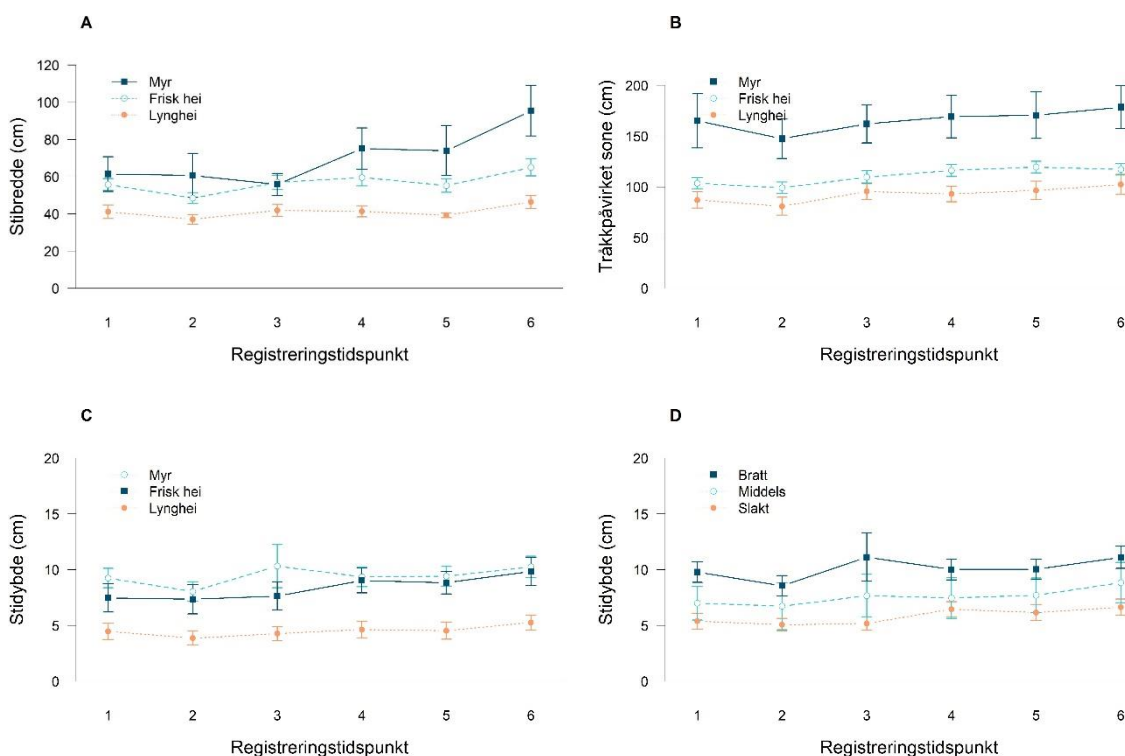 A
Stibredde (cm)
120
100
80
60
40
20
0
Myr
Frisk hei
Lynghei
1 2 3 4 5 6
Registreringstidspunkt
B
Tråkkpåvirket sone (cm)
200
150
100
50
0
Myr
Frisk hei
Lynghei
1 2 3 4 5 6
Registreringstidspunkt
C
Stidybde (cm)
20
15
10
5
0
Myr
Frisk hei
Lynghei
1 2 3 4 5 6
Registreringstidspunkt
D
Stidybde (cm)
20
15
10
5
0
Bratt
Middels
Slakt
1 2 3 4 5 6
Registreringstidspunkt